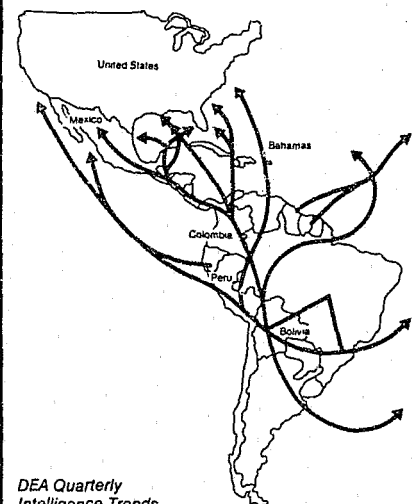 United States
Mexico
Bahamas
Colombia
Peru
Bolivia
DEA Quarterly
Intelligence Trends